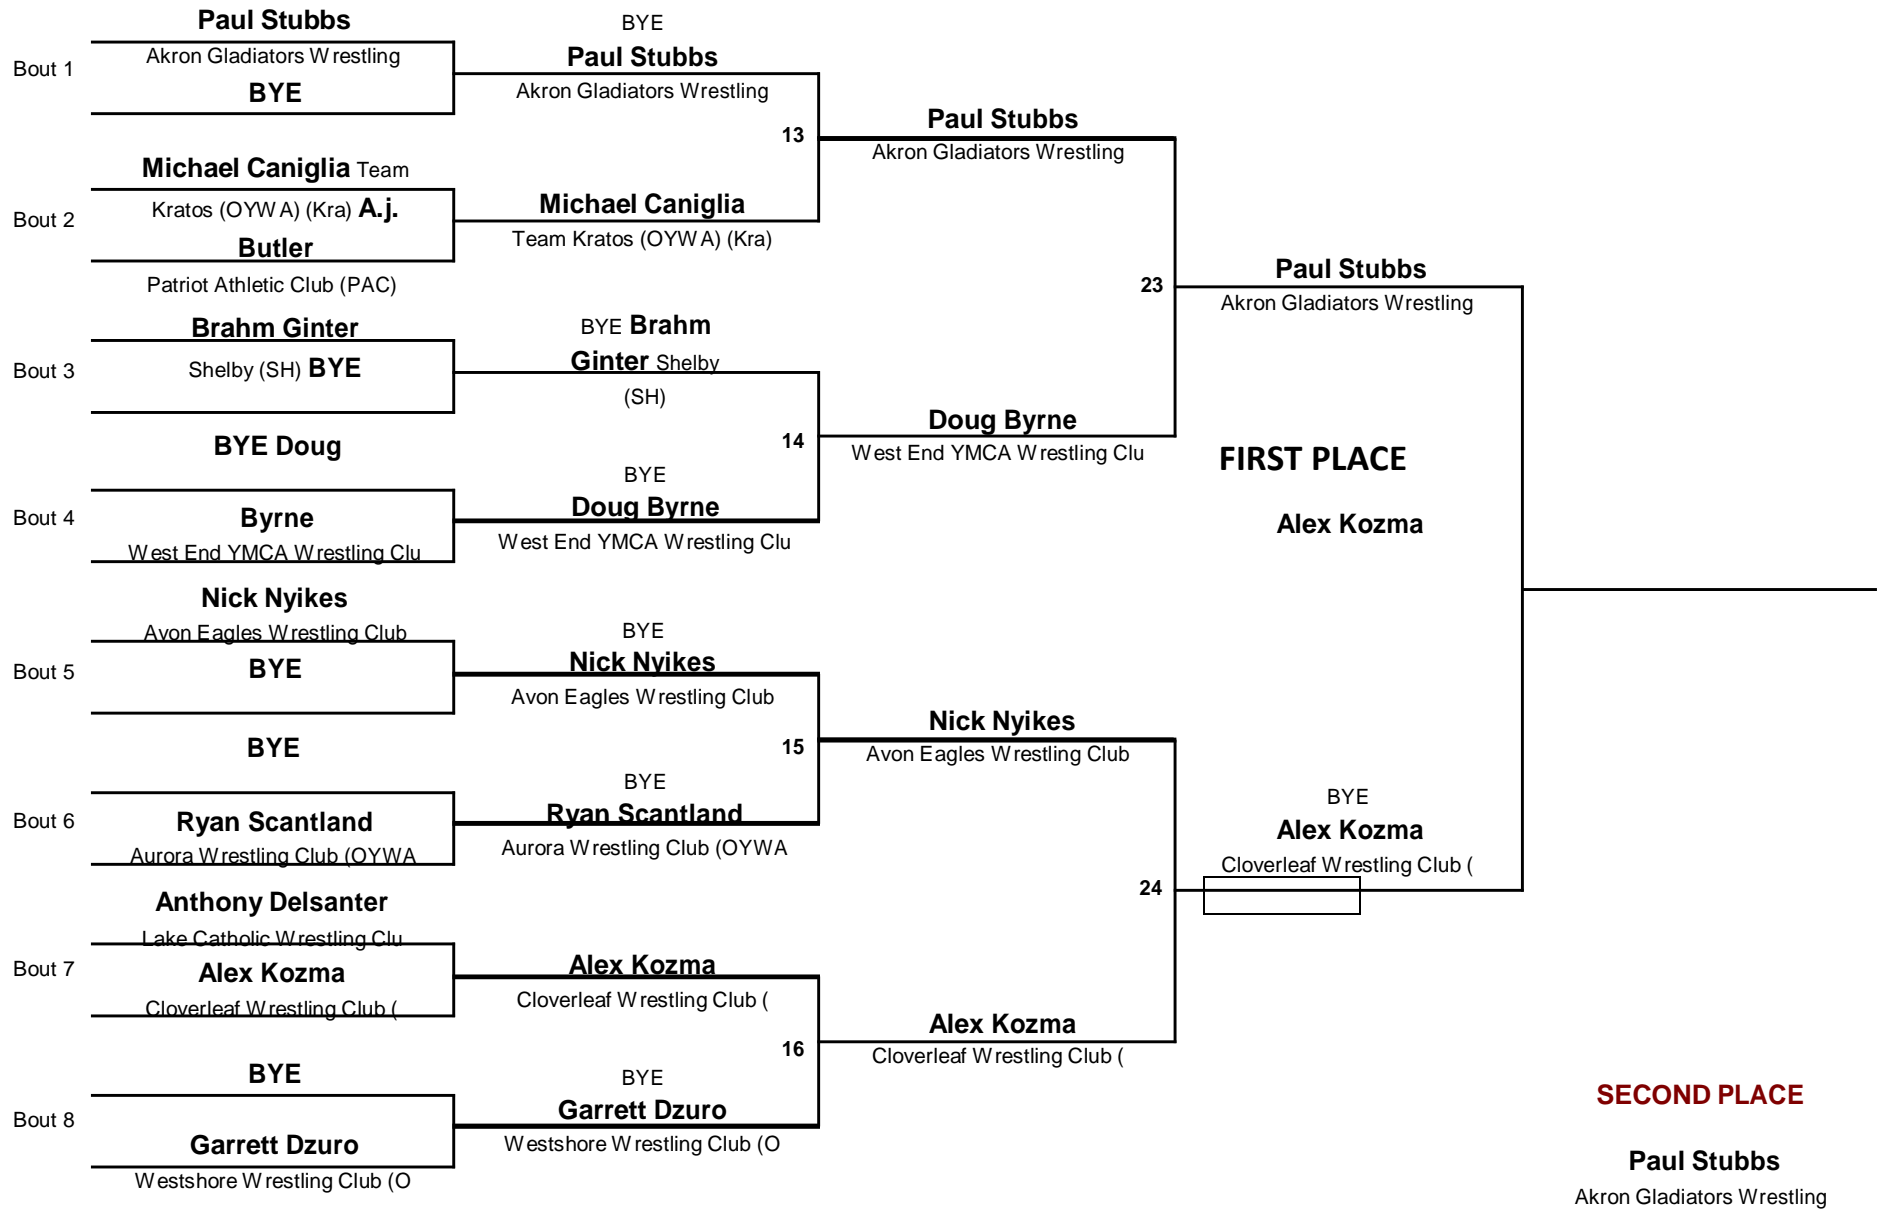 Paul Stubbs
Bout 1
Akron Gladiators Wrestling
BYE
Michael Caniglia Team
Bout 2
Kratos (OYWA) (Kra) A.j.
Butler
Patriot Athletic Club (PAC)
Brahm Ginter
Bout 3
Shelby (SH) BYE
BYE Doug
Bout 4
Byrne
West End YMCA Wrestling Clu
Nick Nyikes
Avon Eagles Wrestling Club
Bout 5
BYE
BYE
Bout 6
Ryan Scantland
Aurora Wrestling Club (OYWA
Anthony Delsanter
Lake Catholic Wrestling Clu
Bout 7
Alex Kozma
Cloverleaf Wrestling Club (
BYE
Bout 8
Garrett Dzuro
Westshore Wrestling Club (O
BYE
Paul Stubbs
Akron Gladiators Wrestling
13
Michael Caniglia
Team Kratos (OYWA) (Kra)
BYE Brahm
Ginter Shelby
(SH)
14
BYE
Doug Byrne
West End YMCA Wrestling Clu
BYE
Nick Nyikes
Avon Eagles Wrestling Club
15
BYE
Ryan Scantland
Aurora Wrestling Club (OYWA
Alex Kozma
Cloverleaf Wrestling Club (
16
BYE
Garrett Dzuro
Westshore Wrestling Club (O
Paul Stubbs
Akron Gladiators Wrestling
23
Doug Byrne
West End YMCA Wrestling Clu
Nick Nyikes
Avon Eagles Wrestling Club
24
Alex Kozma
Cloverleaf Wrestling Club (
Paul Stubbs
Akron Gladiators Wrestling
FIRST PLACE
Alex Kozma
BYE
Alex Kozma
Cloverleaf Wrestling Club (
SECOND PLACE
Paul Stubbs
Akron Gladiators Wrestling